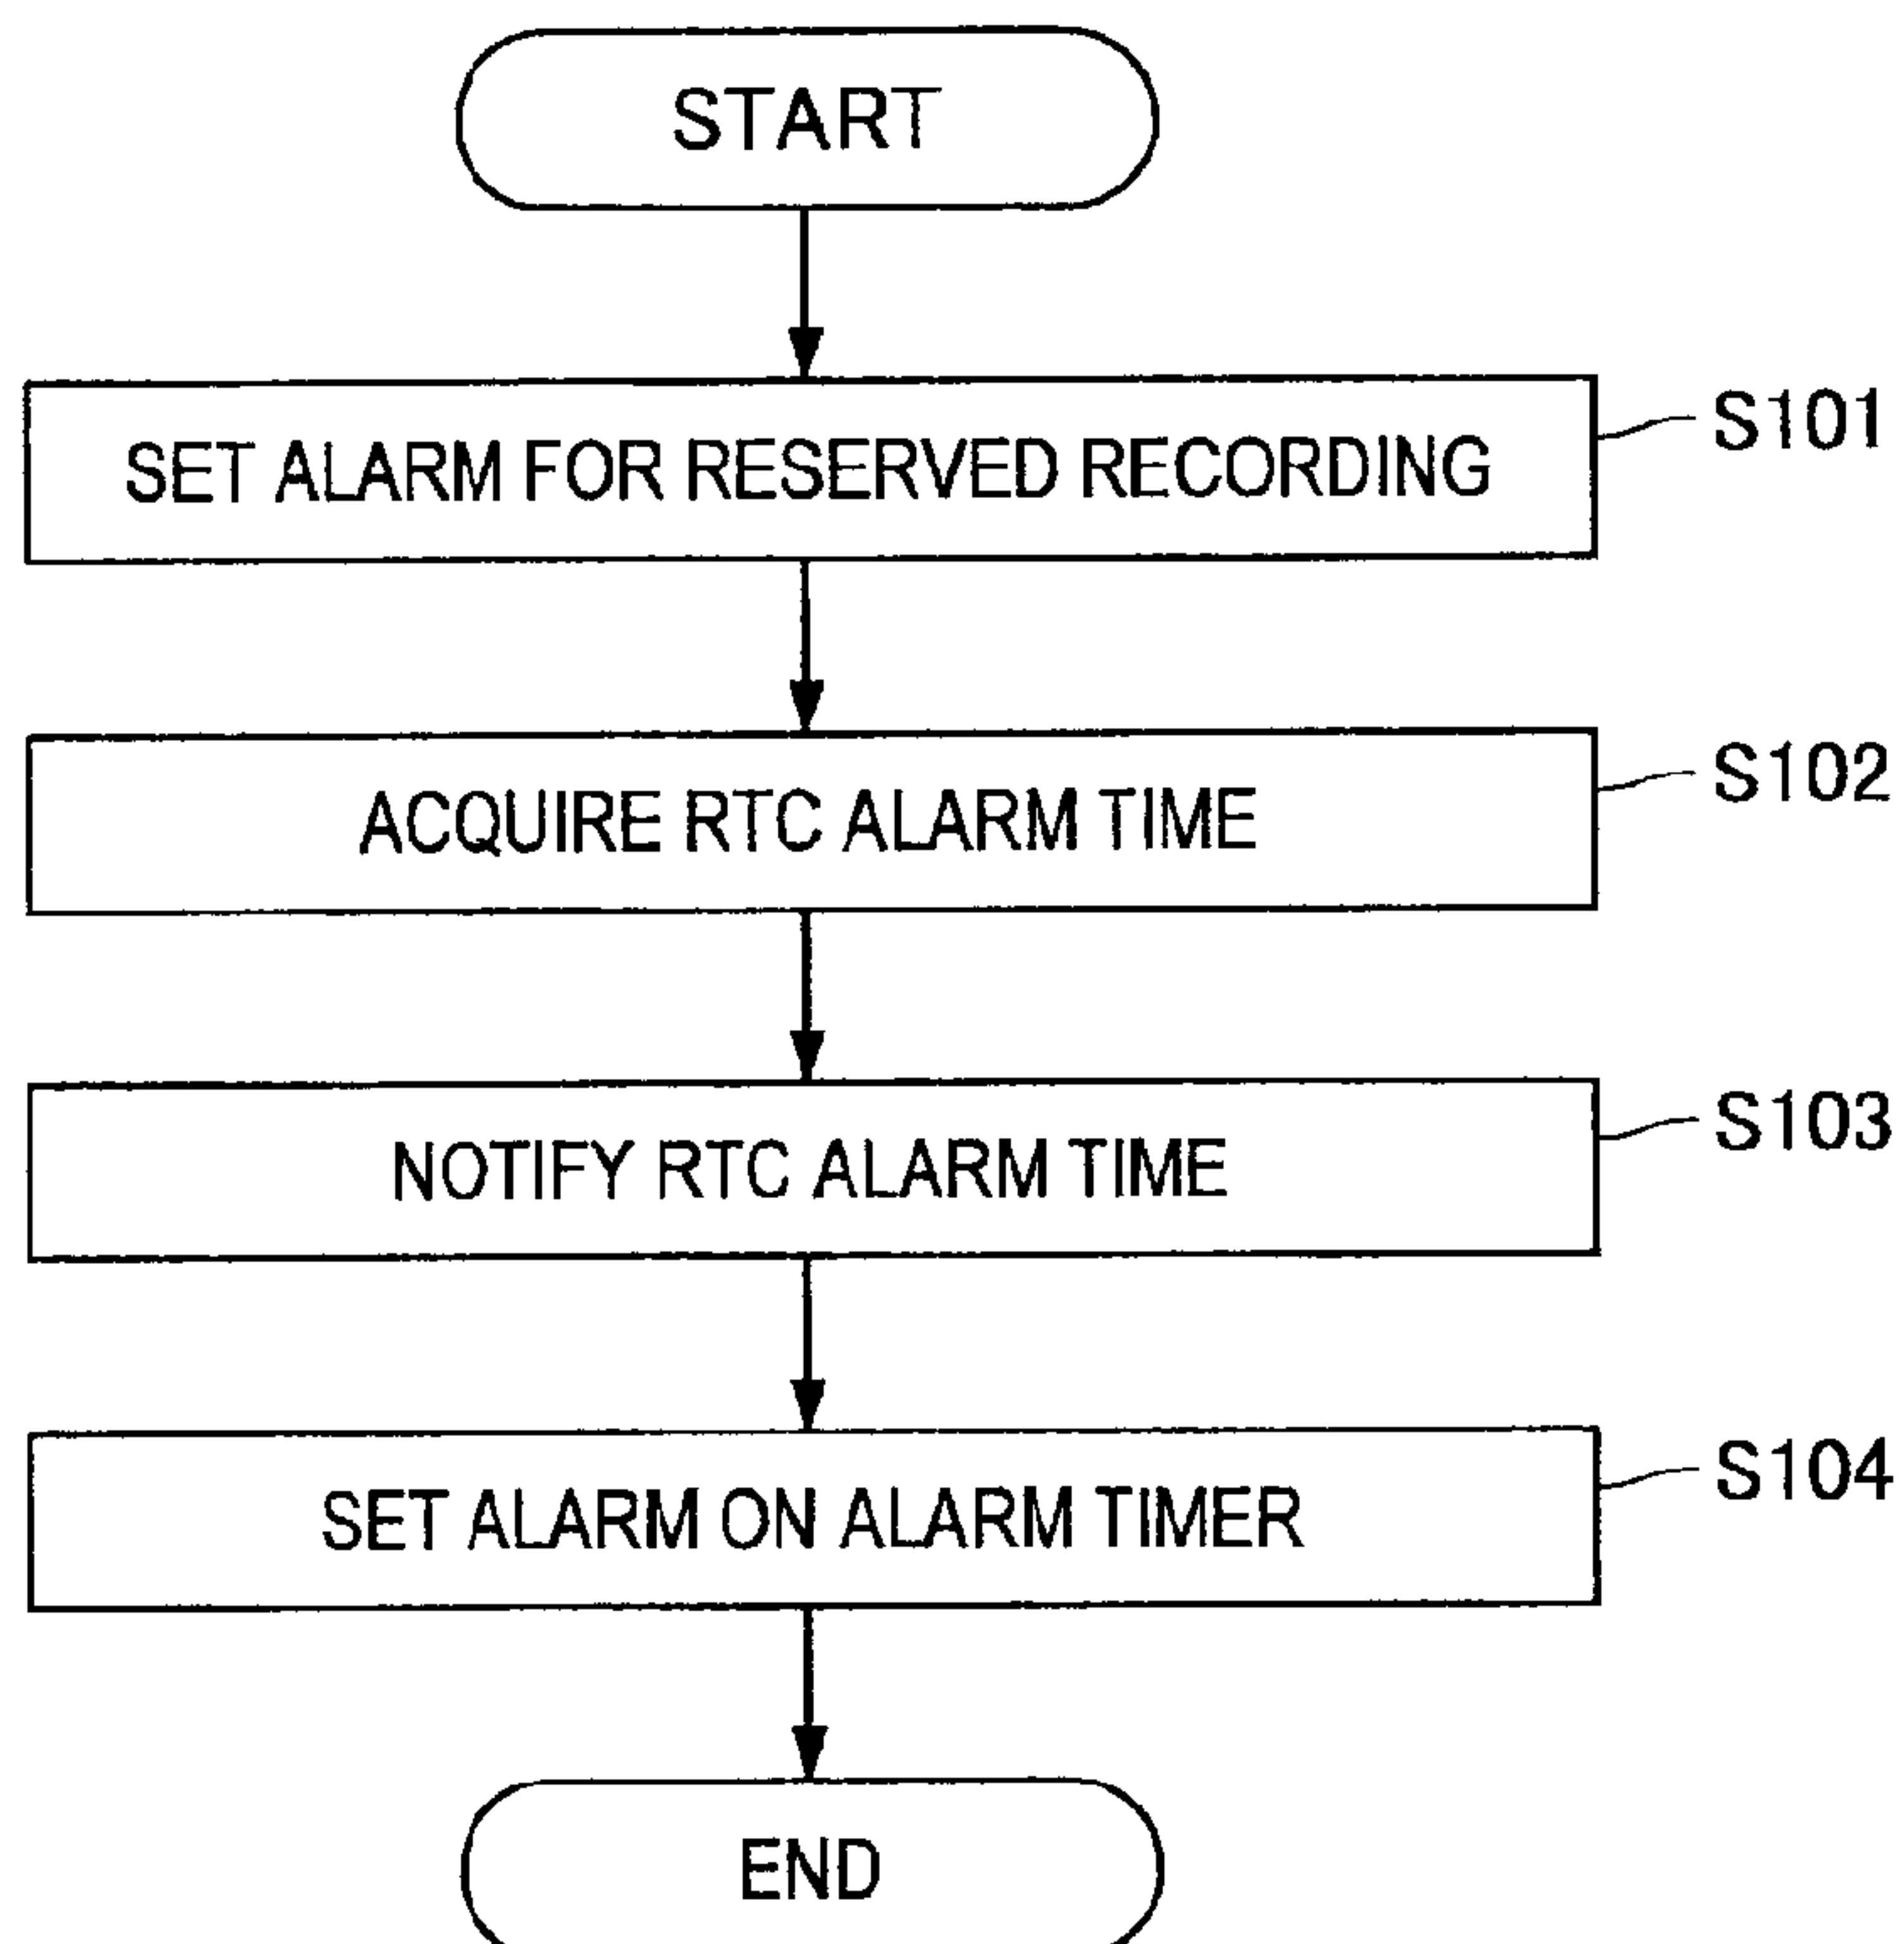 START
SET ALARM FOR RESERVED RECORDING
S101
ACQUIRE RTC ALARM TIME
S102
NOTIFY RTC ALARM TIME
S103
SET ALARM ON ALARM TIMER
S104
END